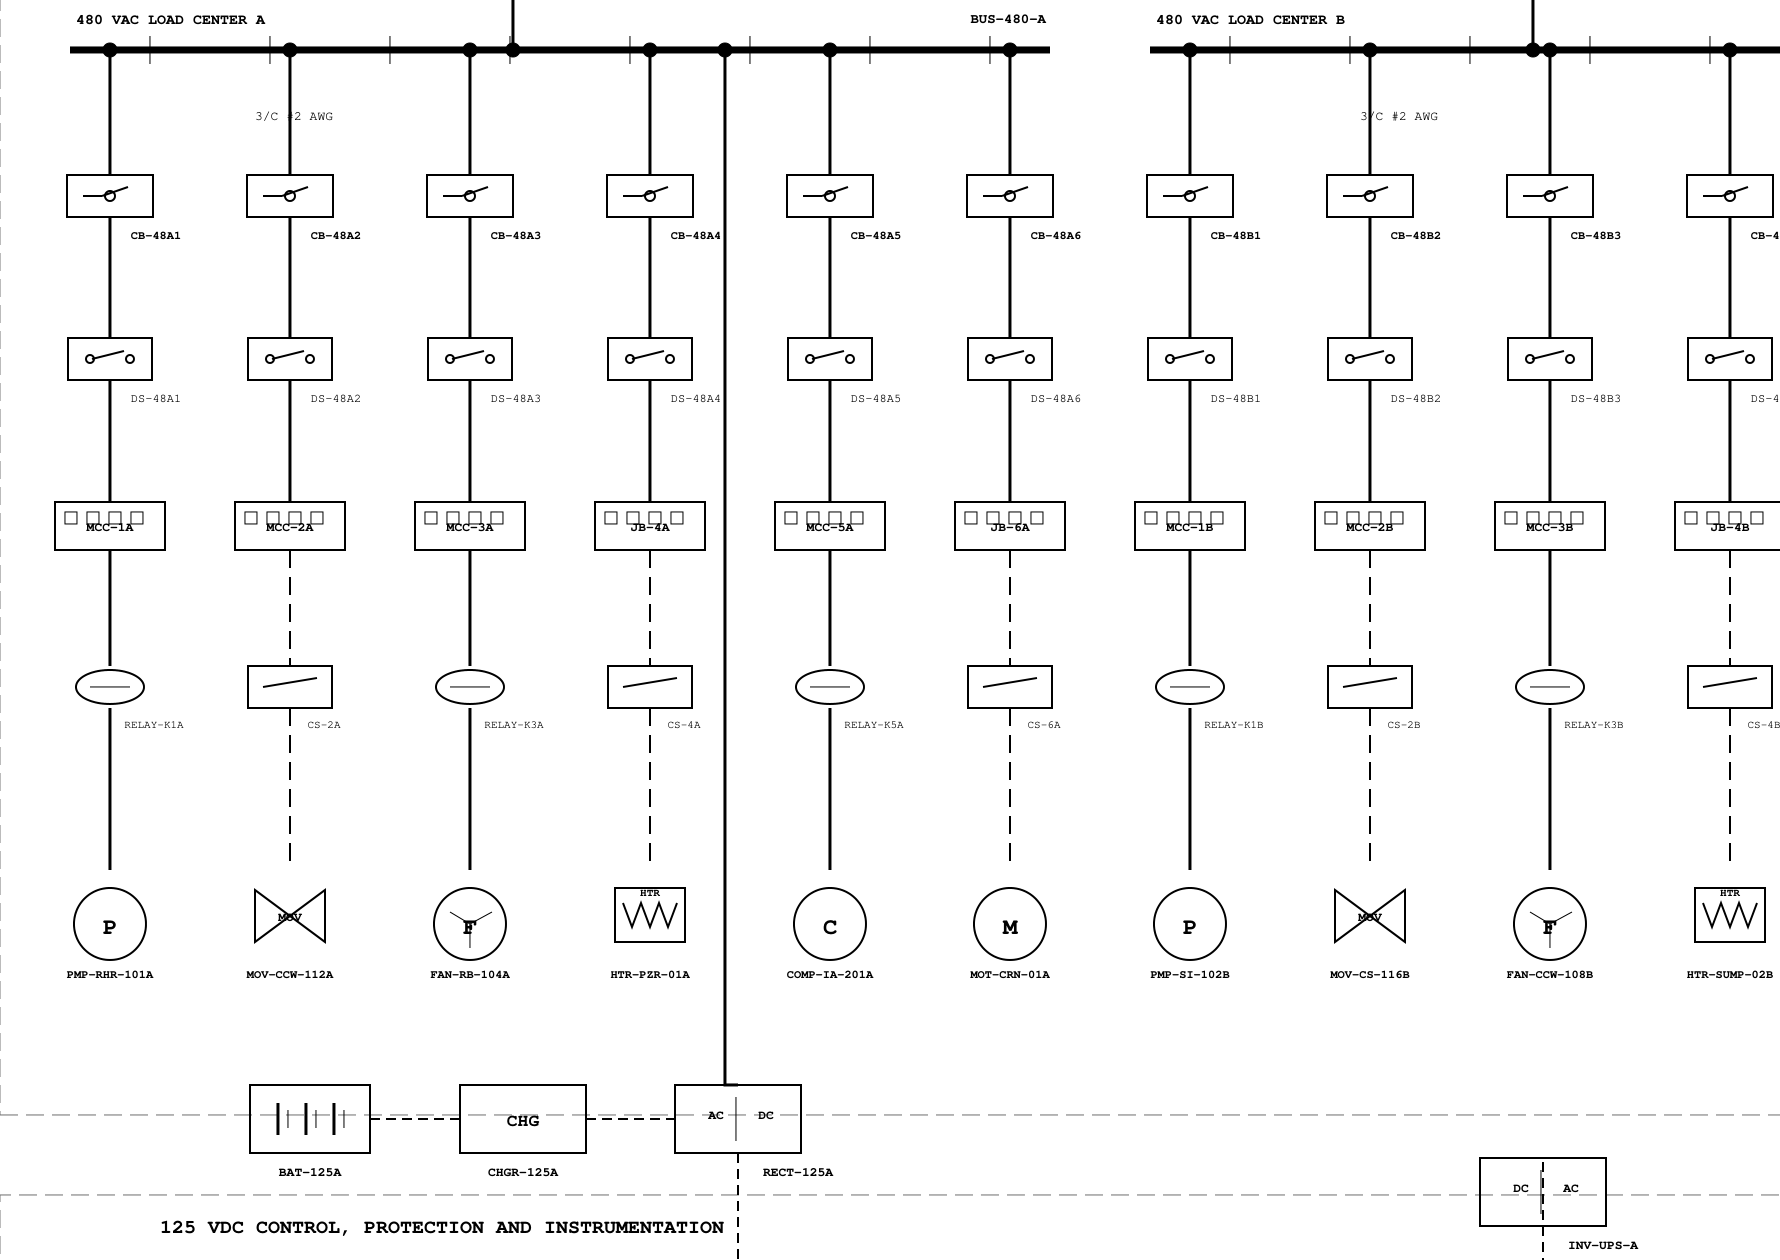 480 VAC LOAD CENTER A BUS-480-A 480 VAC LOAD CENTER B
3/C #2 AWG 3/C #2 AWG
CB-48A1 CB-48A2 CB-48A3 CB-48A4 CB-48A5 CB-48A6 CB-48B1 CB-48B2 CB-48B3 CB-4
DS-48A1 DS-48A2 DS-48A3 DS-48A4 DS-48A5 DS-48A6 DS-48B1 DS-48B2 DS-48B3 DS-4
MCC-1A MCC-2A MCC-3A JB-4A MCC-5A JB-6A MCC-1B MCC-2B MCC-3B JB-4B
RELAY-K1A CS-2A RELAY-K3A CS-4A RELAY-K5A CS-6A RELAY-K1B CS-2B RELAY-K3B CS-4B
HTR HTR
P MOV F C M P MOV F
PMP-RHR-101A MOV-CCW-112A FAN-RB-104A HTR-PZR-01A COMP-IA-201A MOT-CRN-01A PMP-SI-102B MOV-CS-116B FAN-CCW-108B HTR-SUMP-02B
CHG AC DC
BAT-125A CHGR-125A RECT-125A
DC AC
125 VDC CONTROL, PROTECTION AND INSTRUMENTATION
INV-UPS-A